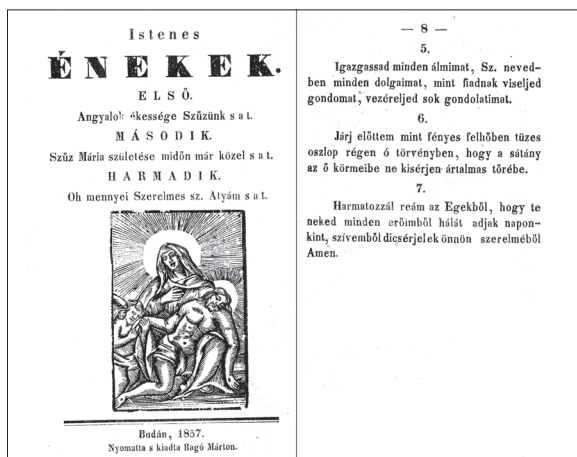 Istenes
ÉNEKEK.
ELSŐ.
Angyalok ékessége Szűzünk s a t.
MÁSODIK.
Szűz Mária születése midőn már közel s a t.
HARMADIK.
Oh mennyei Szerelmes sz. Atyám s a t.
Budán, 1857.
Nyomatta s kiadta Bagó Márton.
— 8 —
5.
Igazgassad minden álmimat, Sz. neved-
ben minden dolgaimat, mint fiadnak viseljed
gondomat, vezéreljed sok gondolatimat.
6.
Járj előttem mint fényes felhőben tüzes
oszlop régen ó törvényben, hogy a sátány
az ő körmeibe ne kisérjen ártalmas tőrébe.
7.
Harmatozzál reám az Egekből, hogy te
neked minden erőimből hálát adjak napon-
kint, szívemből dicsérjelek önnön szerelméből
Amen.